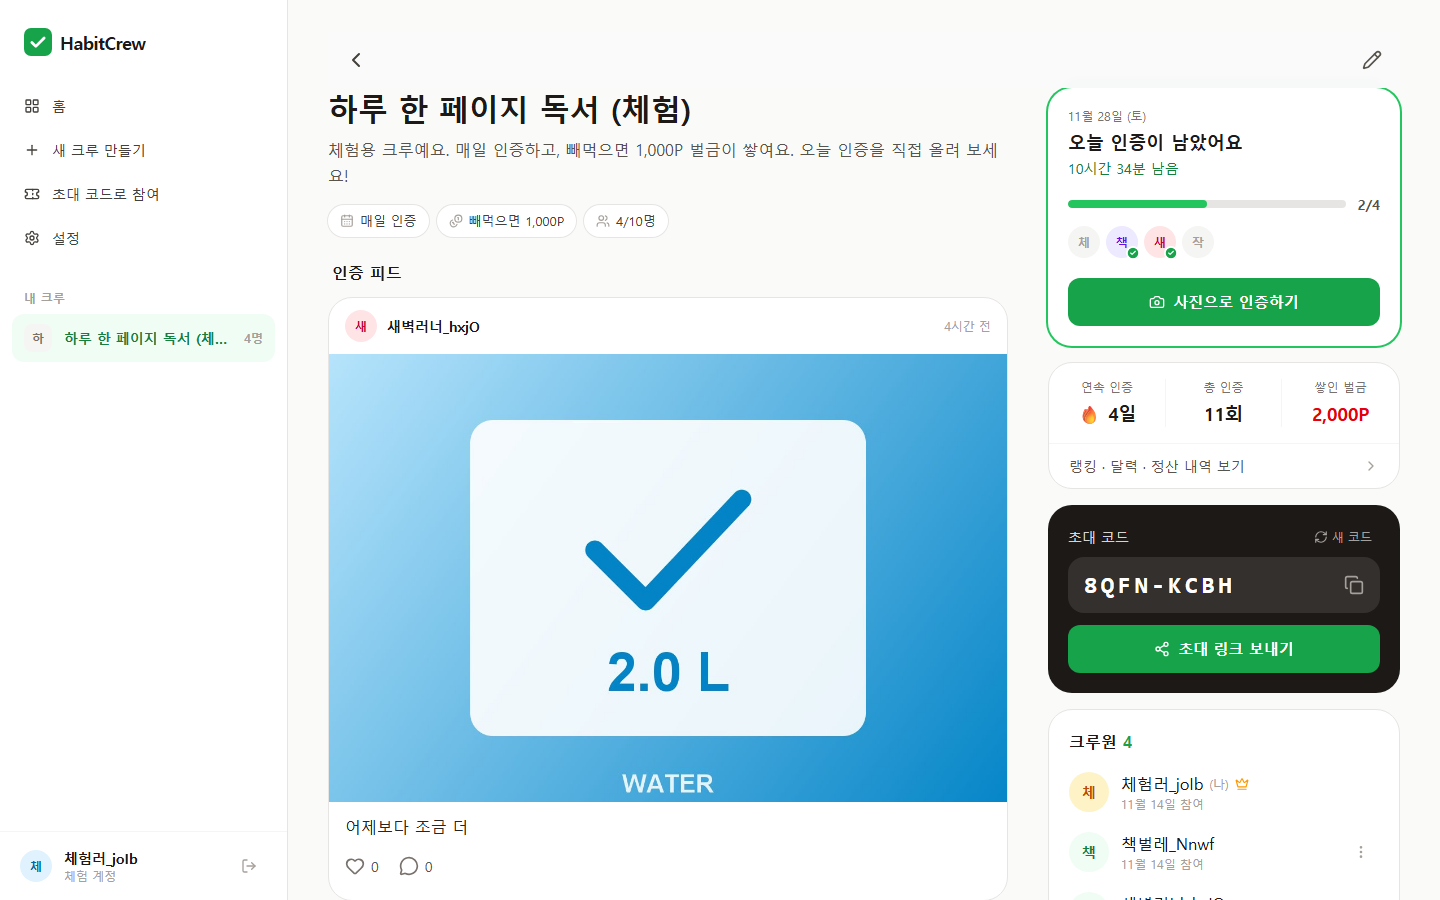 HabitCrew
홈
새 크루 만들기
초대 코드로 참여
설정
내 크루
하
하루 한 페이지 독서 (체...
4명
체
체험러_jolb
체험 계정
하루 한 페이지 독서 (체험)
체험용 크루예요. 매일 인증하고, 빼먹으면 1,000P 벌금이 쌓여요. 오늘 인증을 직접 올려 보세
요!
매일 인증
빼먹으면 1,000P
4/10명
인증 피드
새
새벽러너_hxjO
4시간 전
2.0 L
WATER
어제보다 조금 더
0
0
11월 28일 (토)
오늘 인증이 남았어요
10시간 34분 남음
2/4
체
책
새
작
사진으로 인증하기
연속 인증
4일
총 인증
11회
쌓인 벌금
2,000P
랭킹 · 달력 · 정산 내역 보기
초대 코드
새 코드
8QFN-KCBH
초대 링크 보내기
크루원 4
체
체험러_jolb (나)
11월 14일 참여
책
책벌레_Nnwf
11월 14일 참여